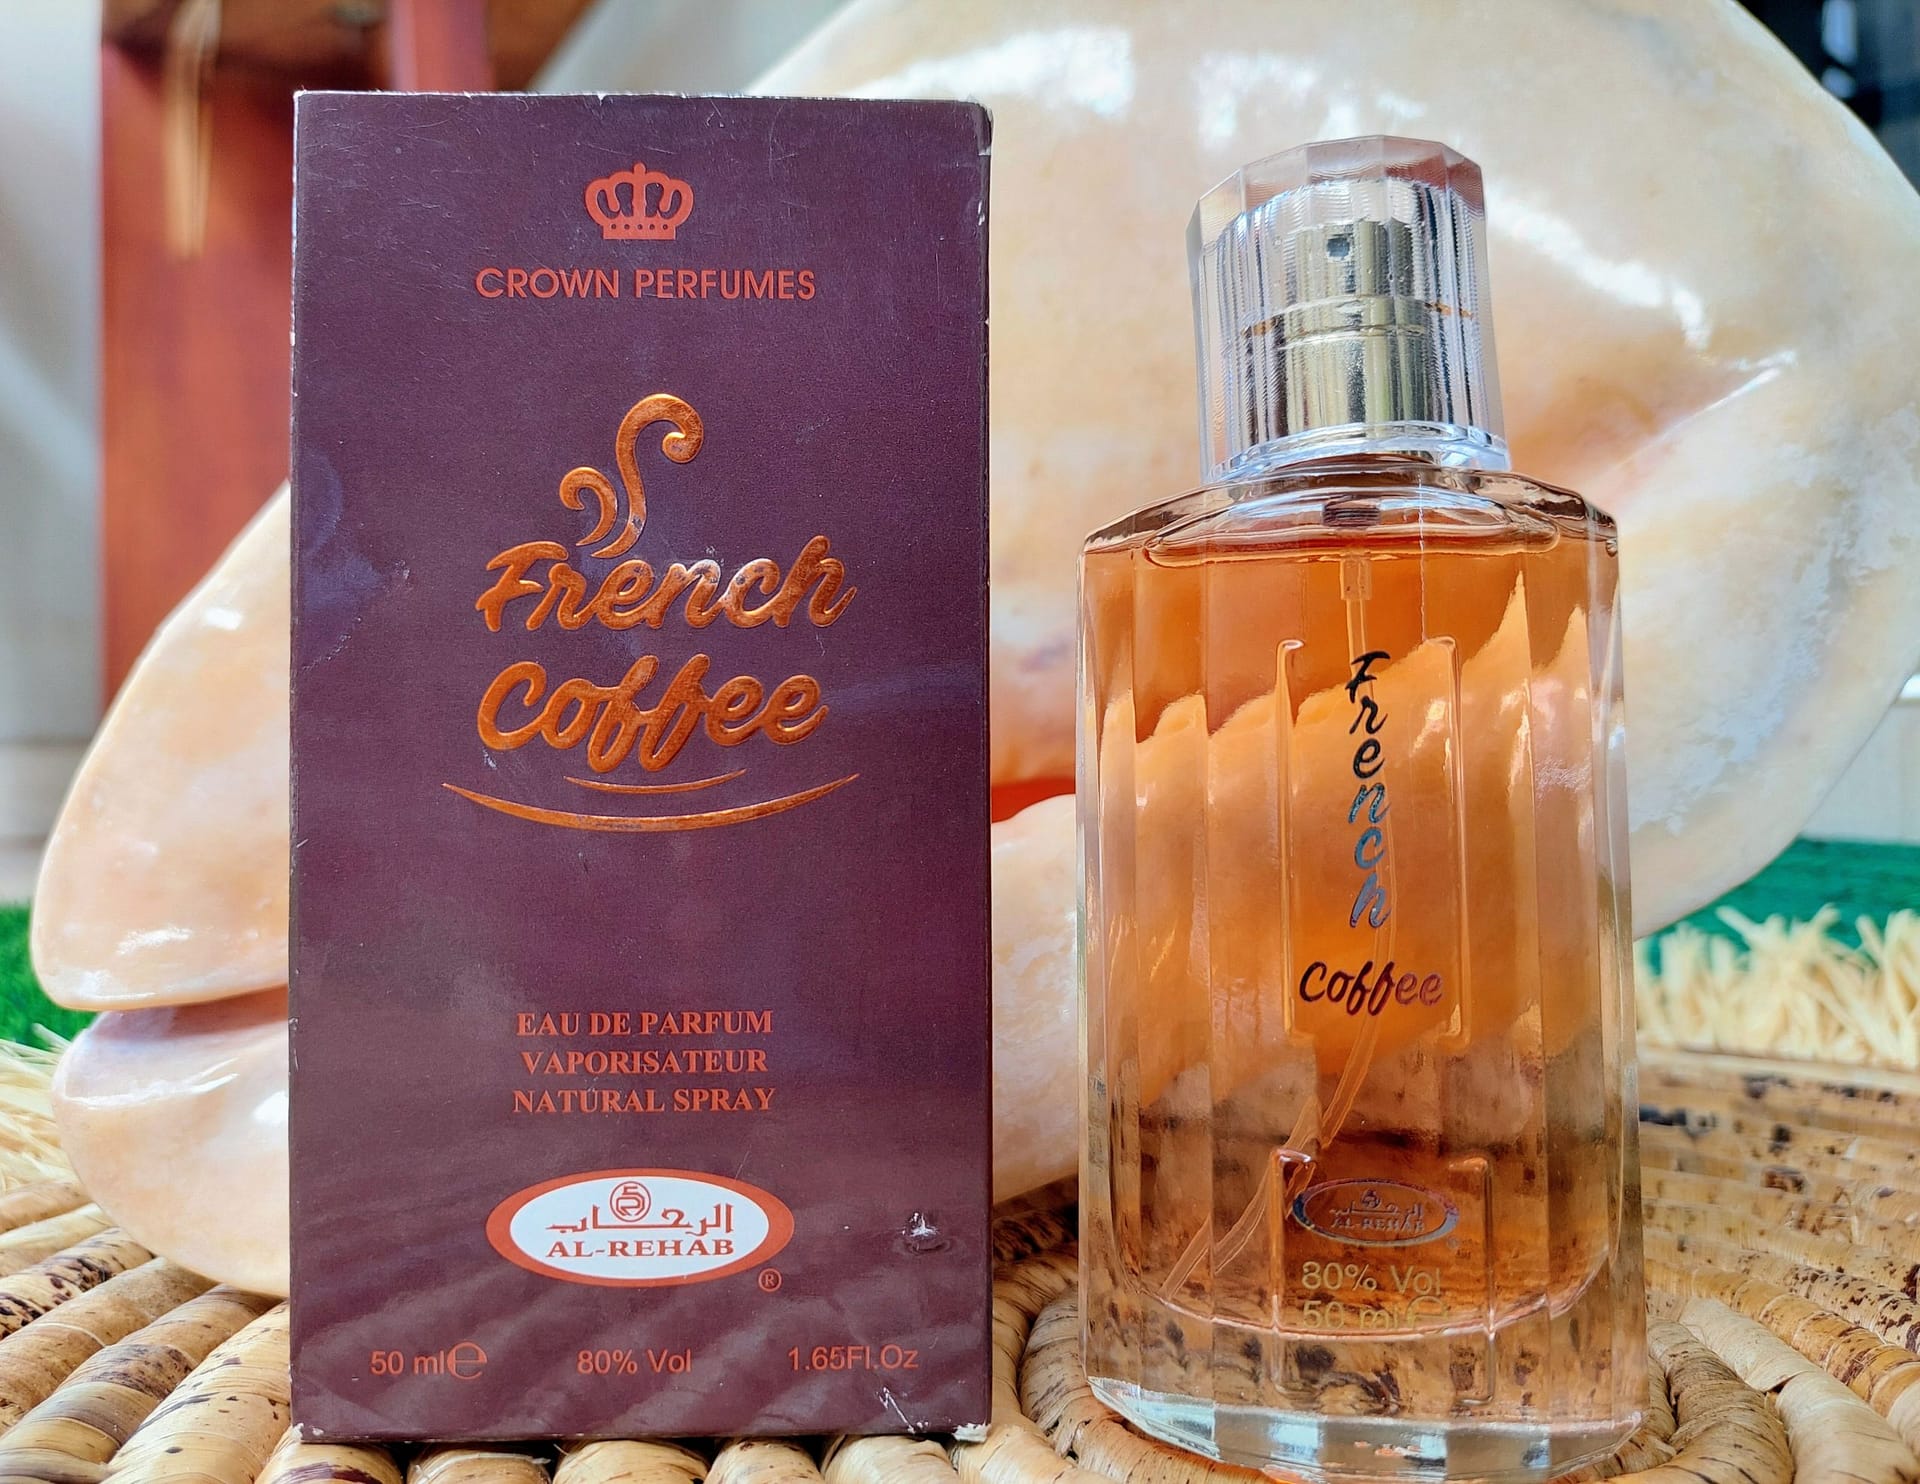 CROWN PERFUMES
French
Coffee
EAU DE PARFUM
VAPORISATEUR
NATURAL SPRAY
الرحاب
AL-REHAB
®
50 ml℮ 80% Vol 1.65Fl.Oz
French
Coffee
الرحاب
AL-REHAB
80% Vol
50 ml℮